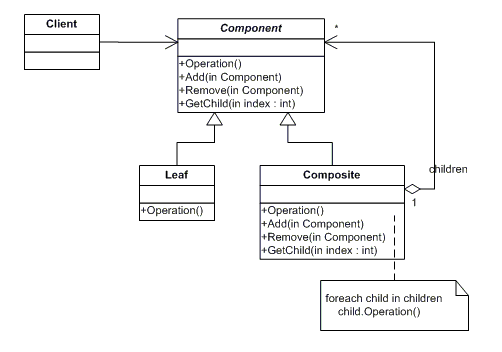 Client
Component
*
+Operation()
+Add(in Component)
+Remove(in Component)
+GetChild(in index : int)
children
Leaf
+Operation()
Composite
1
+Operation()
+Add(in Component)
+Remove(in Component)
+GetChild(in index : int)
foreach child in children
child.Operation()